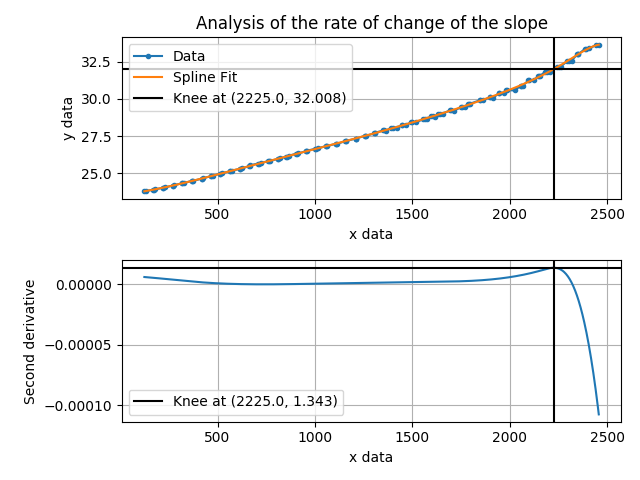 Analysis of the rate of change of the slope
Data
Spline Fit
Knee at (2225.0, 32.008)
y data
32.5
30.0
27.5
25.0
500
1000
1500
2000
2500
x data
Second derivative
0.00000
−0.00005
−0.00010
Knee at (2225.0, 1.343)
500
1000
1500
2000
2500
x data